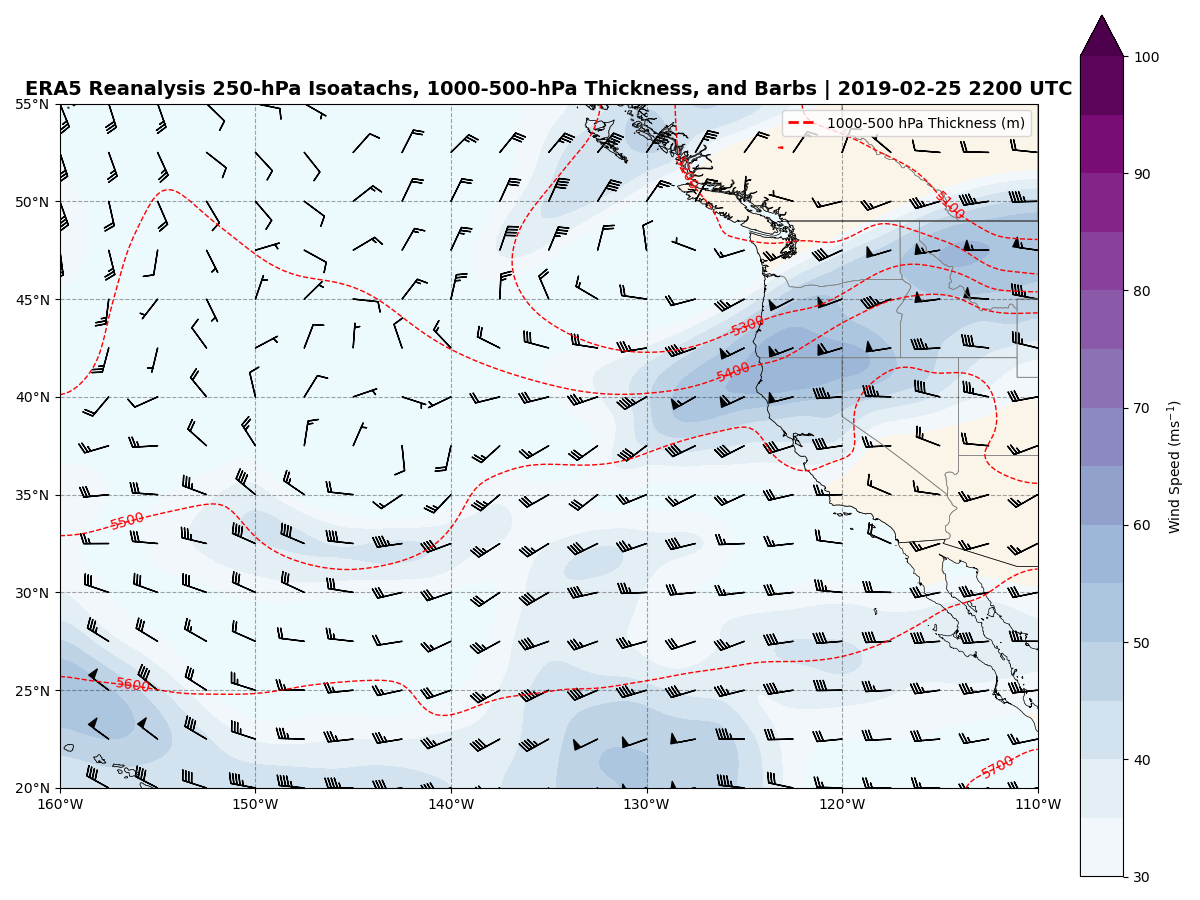 ERA5 Reanalysis 250-hPa Isoatachs, 1000-500-hPa Thickness, and Barbs | 2019-02-25 2200 UTC
1000-500 hPa Thickness (m)
55°N
50°N
45°N
40°N
35°N
30°N
25°N
20°N
160°W
150°W
140°W
130°W
120°W
110°W
5100
5300
5400
5500
5600
5700
100
90
80
70
60
50
40
30
Wind Speed (ms⁻¹)